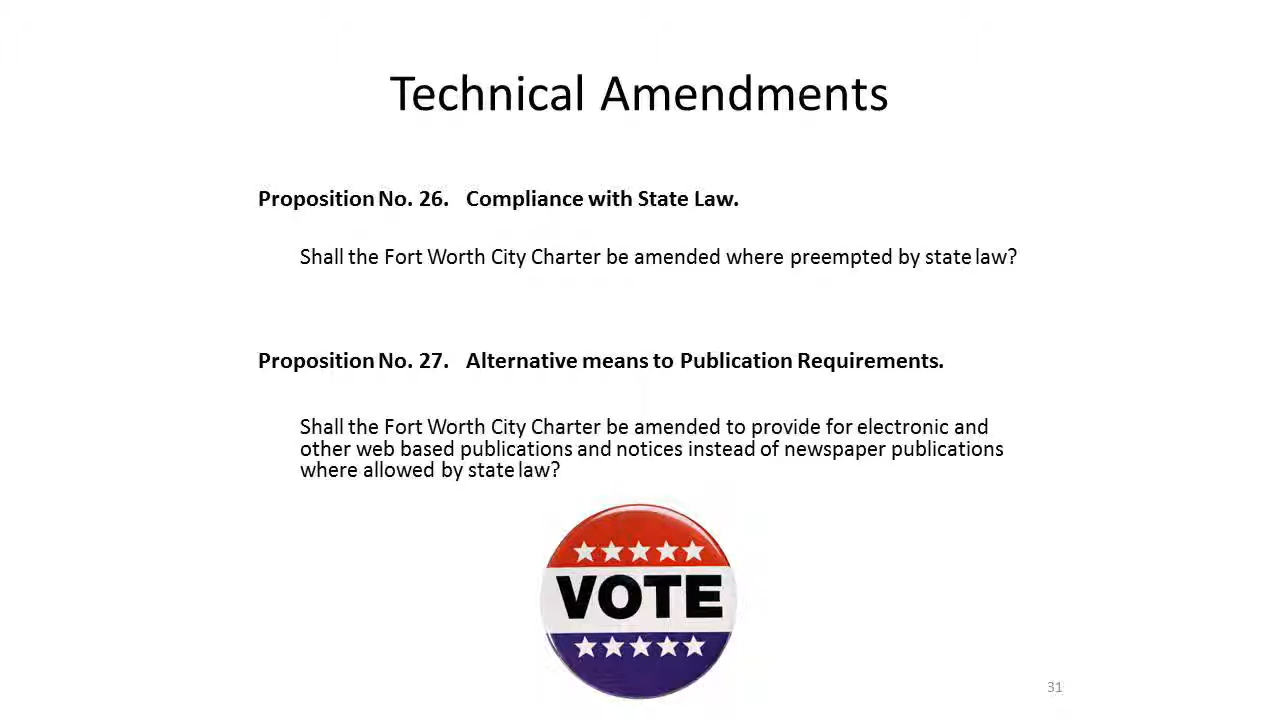 Technical Amendments
Proposition No. 26. Compliance with State Law.
Shall the Fort Worth City Charter be amended where preempted by state law?
Proposition No. 27. Alternative means to Publication Requirements.
Shall the Fort Worth City Charter be amended to provide for electronic and
other web based publications and notices instead of newspaper publications
where allowed by state law?
VOTE
31